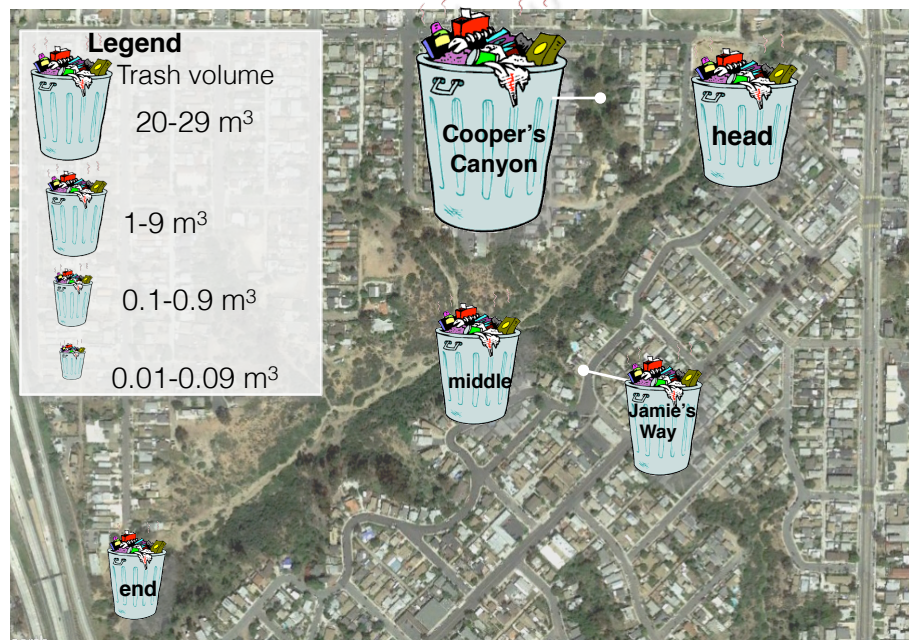 Legend
Trash volume
20-29 m³
1-9 m³
0.1-0.9 m³
0.01-0.09 m³
Cooper's
Canyon
head
middle
Jamie's
Way
end